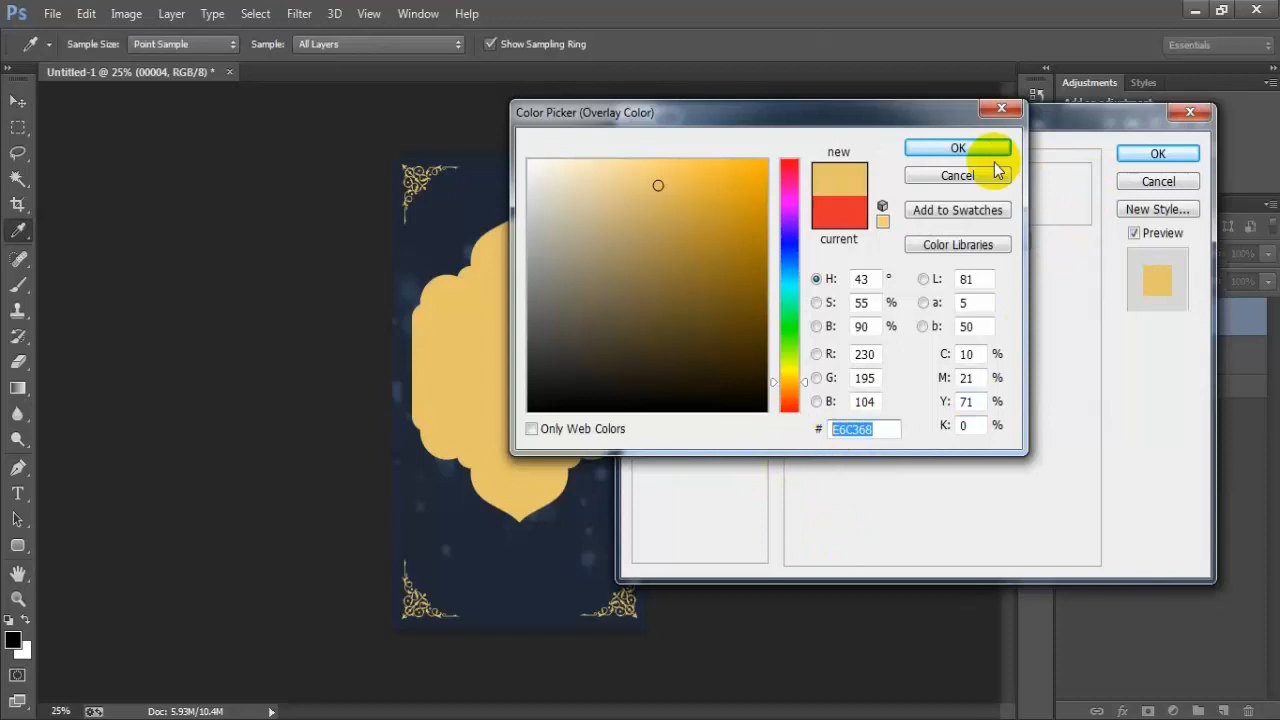 Ps File Edit Image Layer Type Select Filter 3D View Window Help
Sample Size: Point Sample Sample: All Layers Show Sampling Ring Essentials
Untitled-1 @ 25% (00004, RGB/8) * ×
Adjustments Styles
Color Picker (Overlay Color)
new
current
OK
Cancel
Add to Swatches
Color Libraries
H: 43 ° L: 81
S: 55 % a: 5
B: 90 % b: 50
R: 230 C: 10 %
G: 195 M: 21 %
B: 104 Y: 71 %
# E6C368 K: 0 %
Only Web Colors
OK
Cancel
New Style...
Preview
100%
100%
25% Doc: 5.93M/10.4M